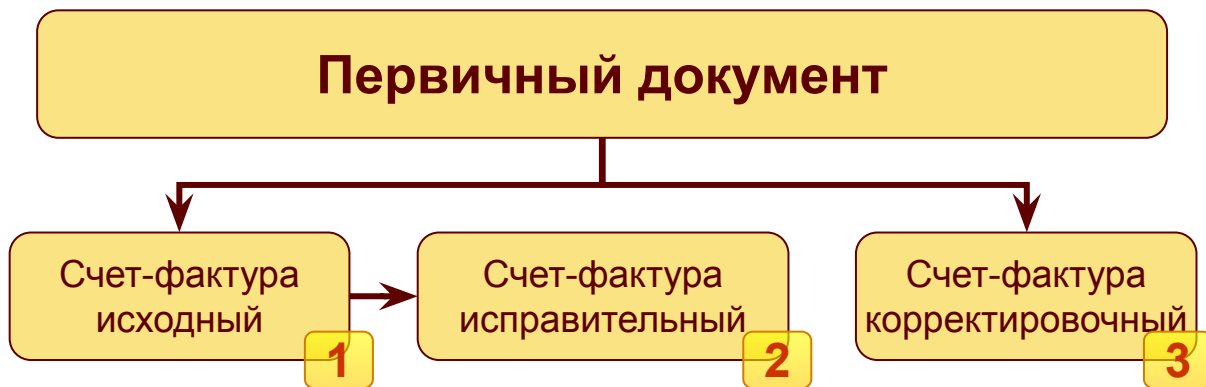 Первичный документ
Счет-фактура
исходный
1
Счет-фактура
исправительный
2
Счет-фактура
корректировочный
3